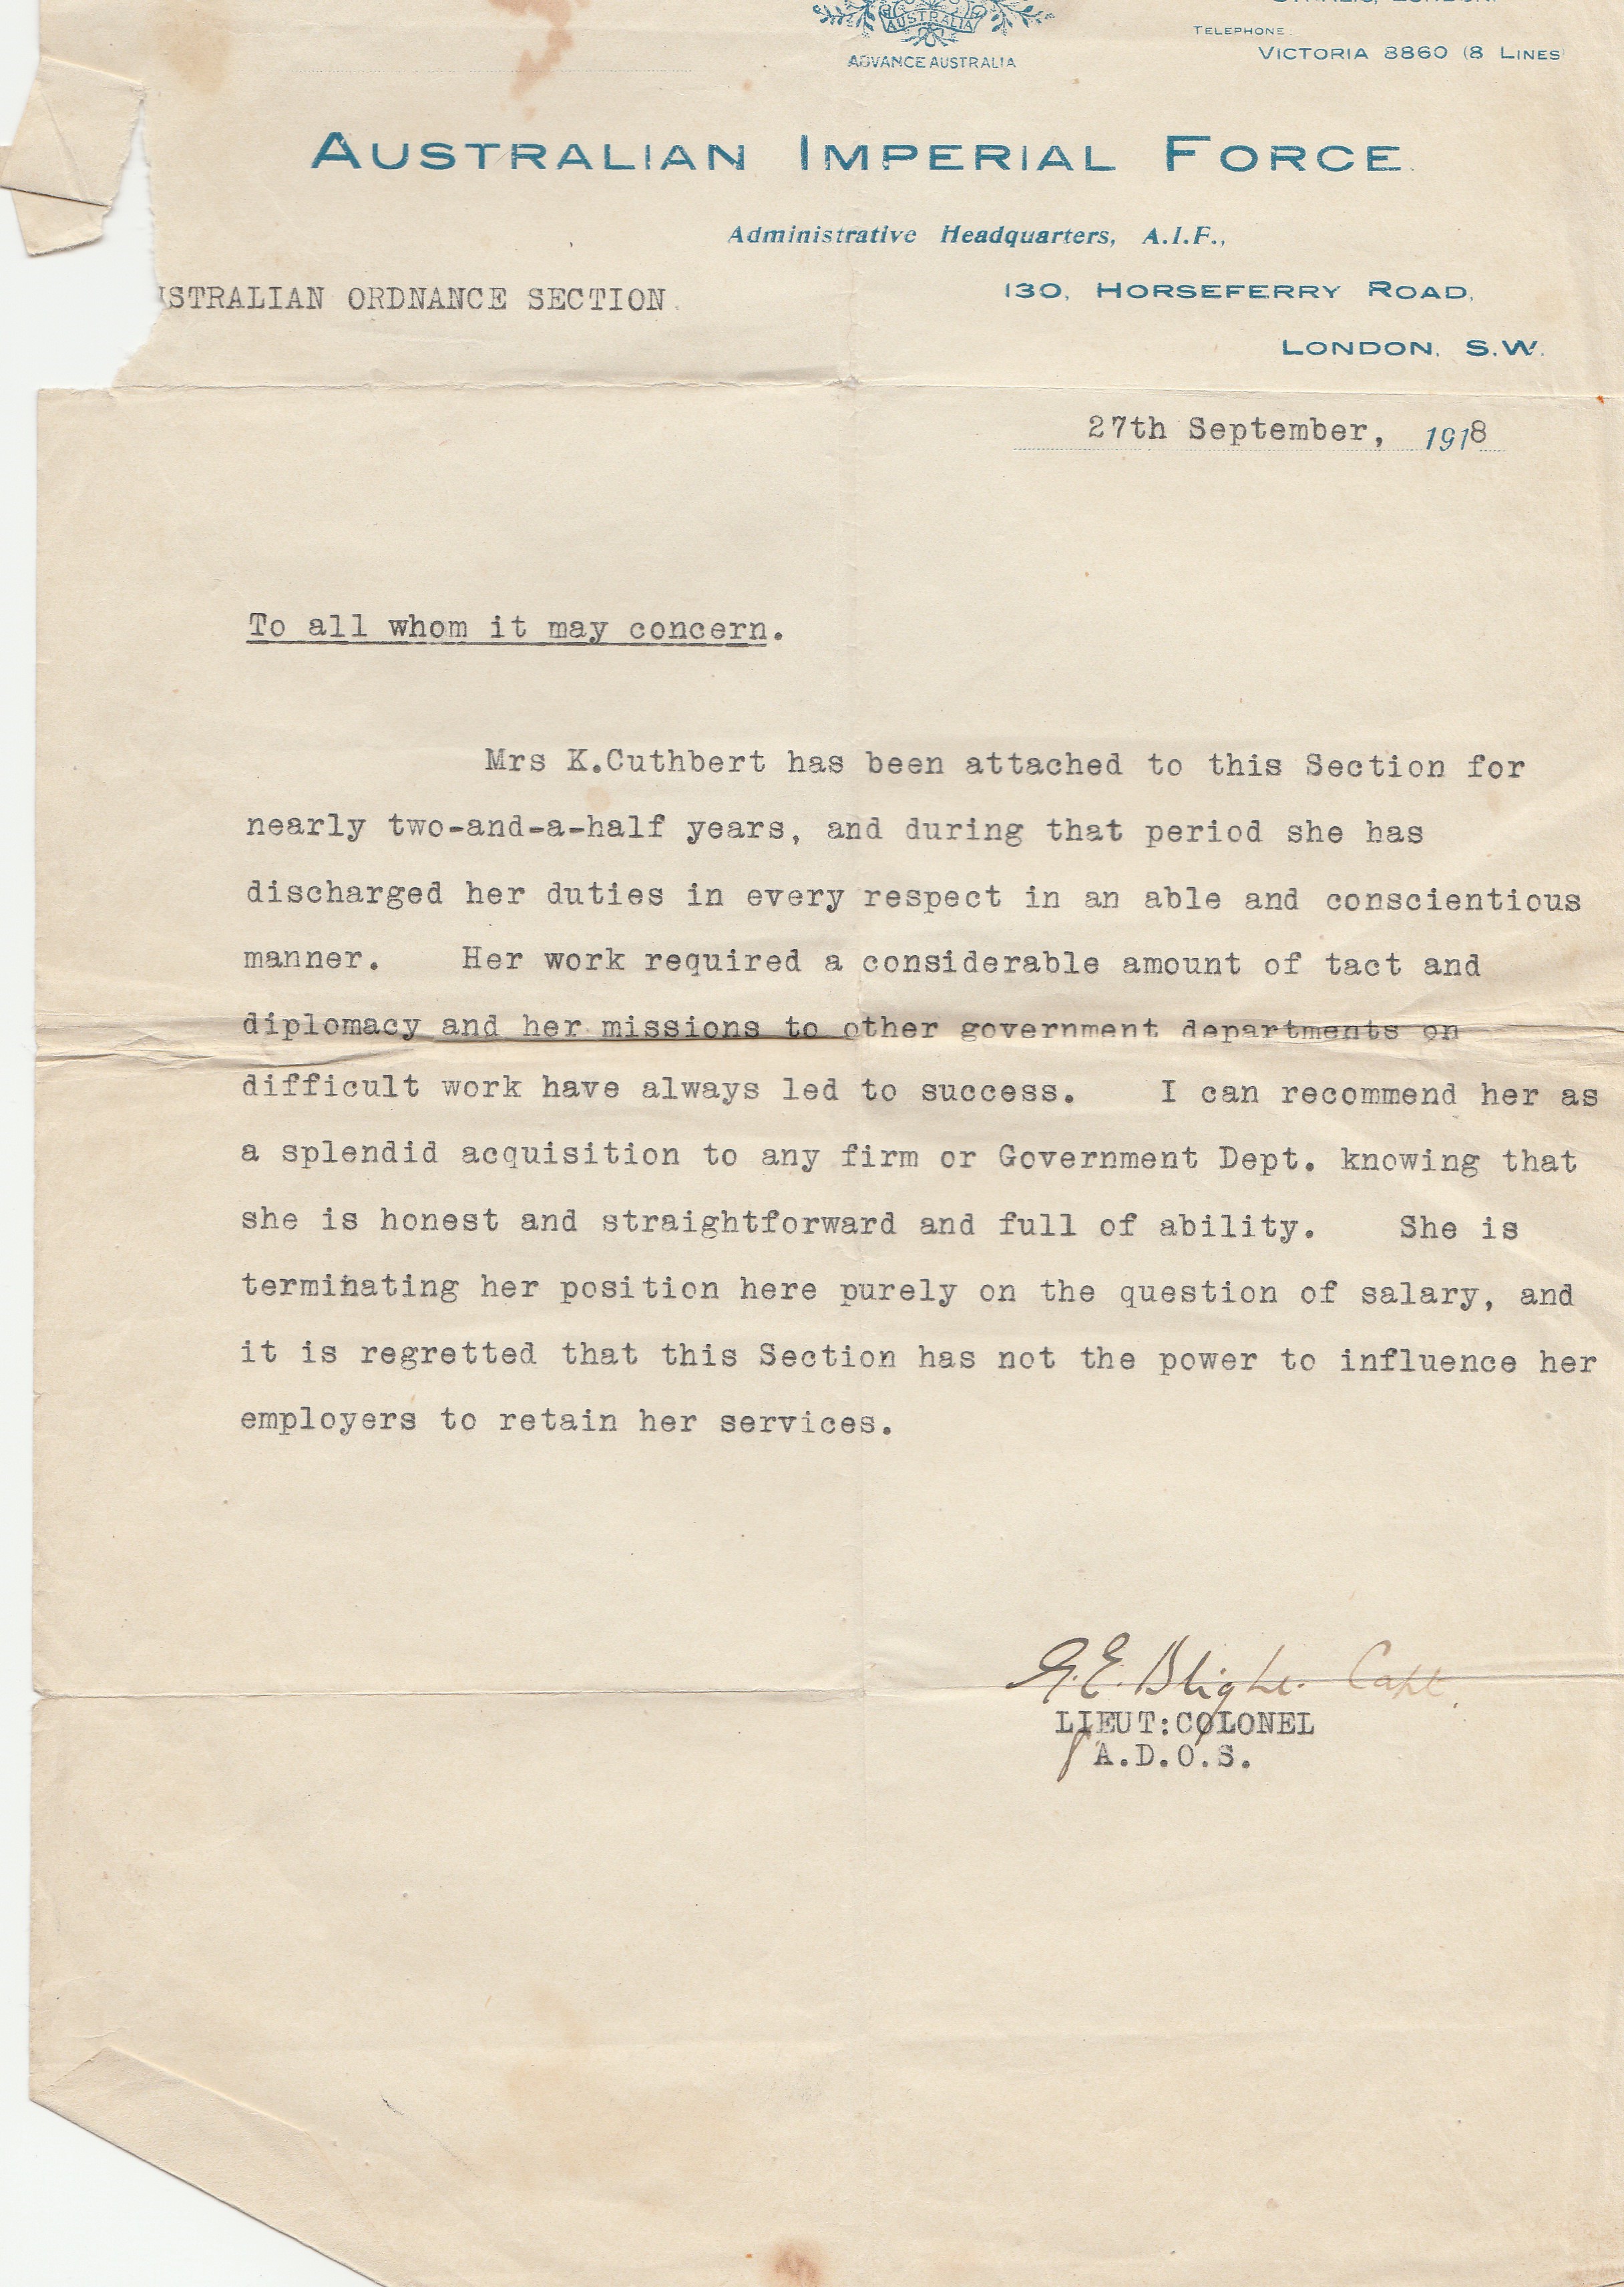 LONDON.
AUSTRALIA
ADVANCE AUSTRALIA
TELEPHONE
VICTORIA 8860 (8 LINES)
AUSTRALIAN IMPERIAL FORCE.
Administrative Headquarters, A.I.F.,
STRALIAN ORDNANCE SECTION.
130, HORSEFERRY ROAD,
LONDON, S.W.
27th September, 1918
To all whom it may concern.
Mrs K.Cuthbert has been attached to this Section for
nearly two-and-a-half years, and during that period she has
discharged her duties in every respect in an able and conscientious
manner. Her work required a considerable amount of tact and
diplomacy and her missions to other government departments on
difficult work have always led to success. I can recommend her as
a splendid acquisition to any firm or Government Dept. knowing that
she is honest and straightforward and full of ability. She is
terminating her position here purely on the question of salary, and
it is regretted that this Section has not the power to influence her
employers to retain her services.
G.E. Blight. Capt.
LIEUT:COLONEL
A.D.O.S.